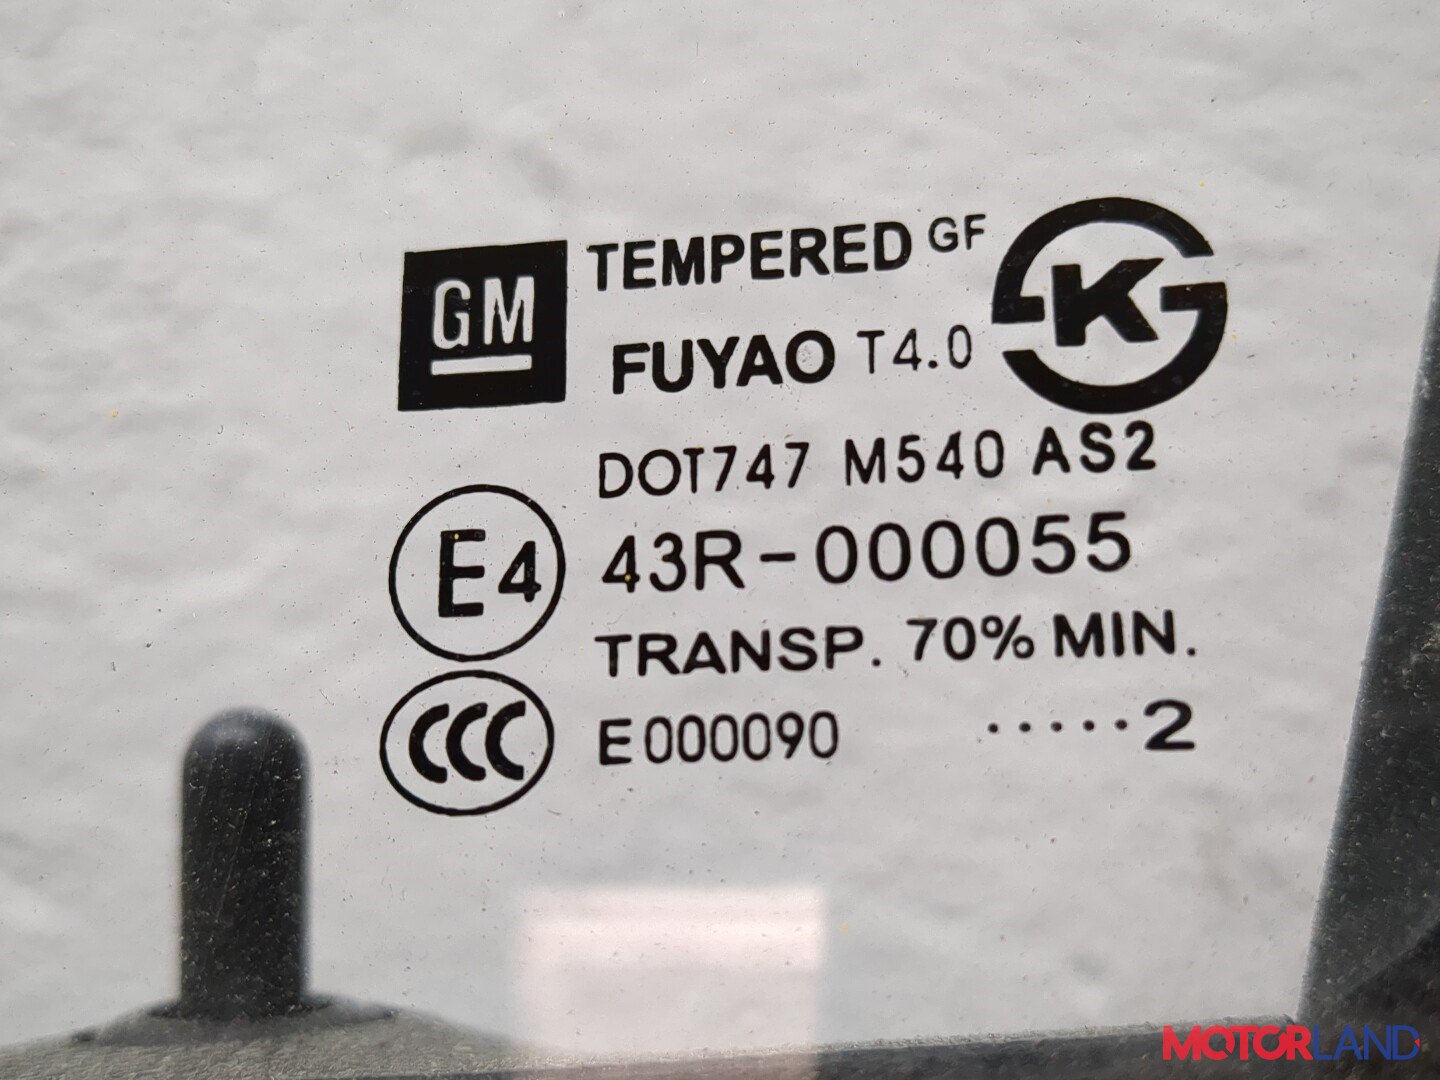 GM TEMPERED GF
FUYAO T4.0 K
DOT747 M540 AS2
E4 43R-000055
TRANSP. 70% MIN.
CCC E000090 ·····2
MOTORLAND